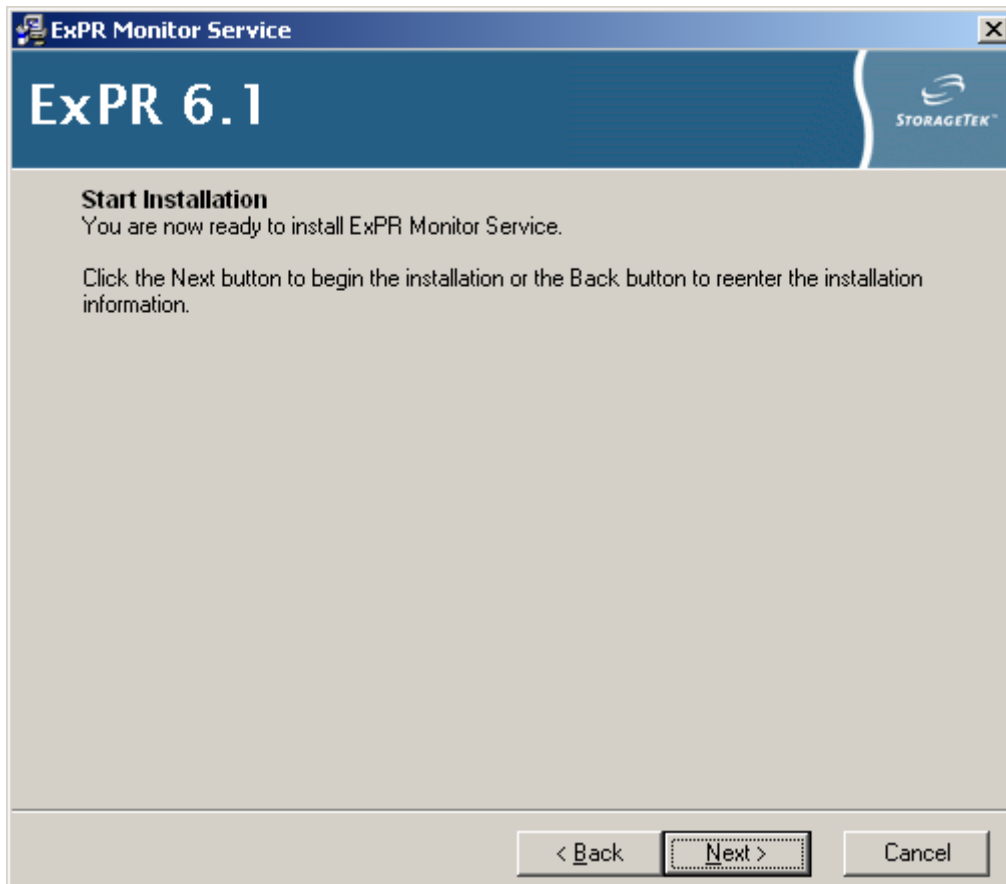 ExPR Monitor Service
ExPR 6.1
STORAGETEK™
Start Installation
You are now ready to install ExPR Monitor Service.
Click the Next button to begin the installation or the Back button to reenter the installation
information.
< Back
Next >
Cancel